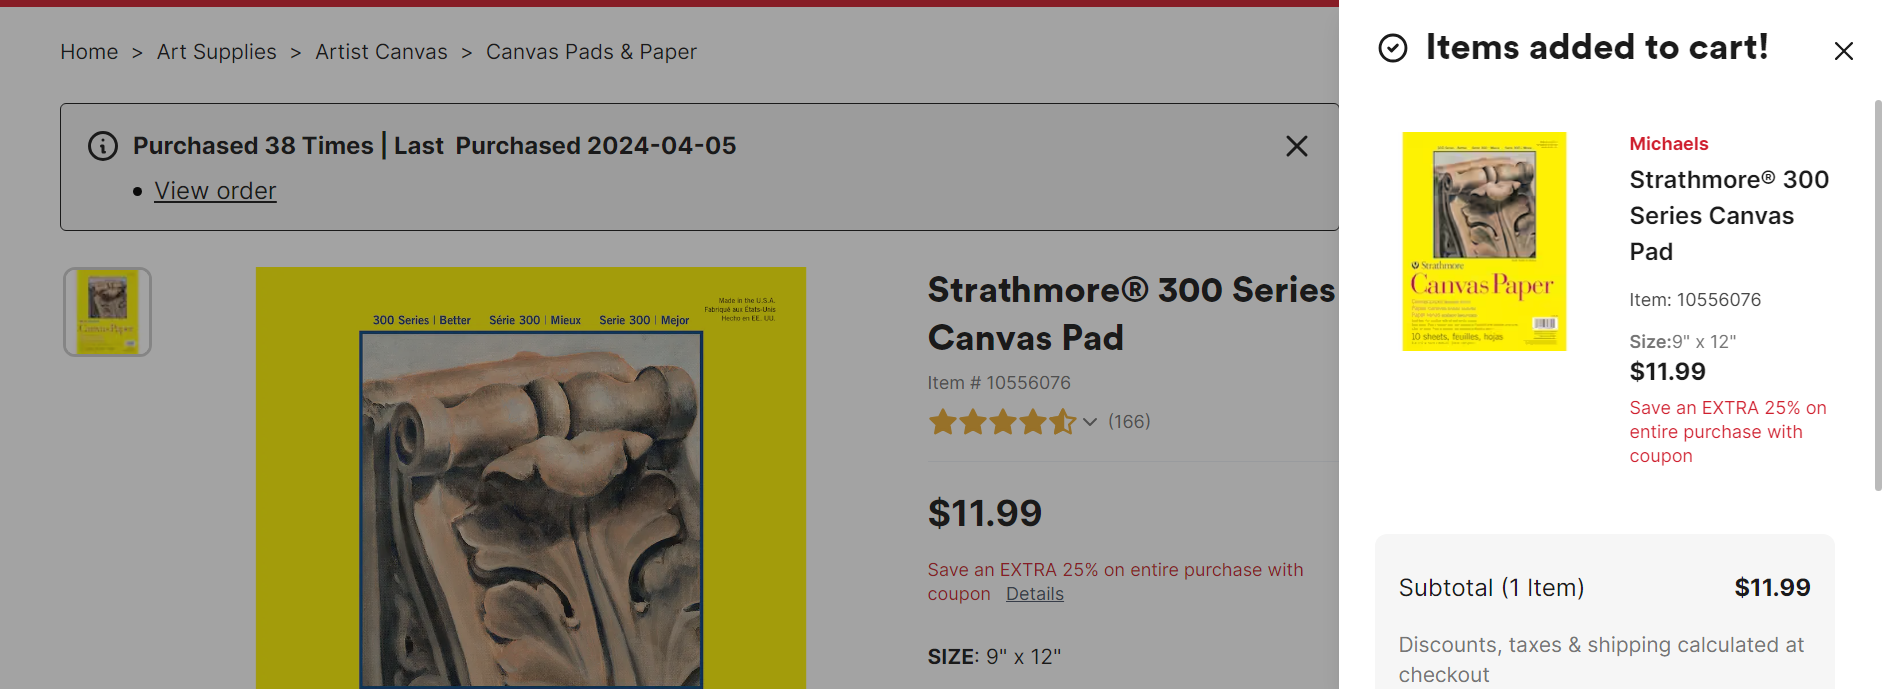 Home > Art Supplies > Artist Canvas > Canvas Pads & Paper
Purchased 38 Times | Last Purchased 2024-04-05
• View order
Canvas Paper
Made in the U.S.A.
Fabriqué aux États-Unis
Hecho en EE. UU.
300 Series | Better Série 300 | Mieux Serie 300 | Mejor
Strathmore® 300 Series
Canvas Pad
Item # 10556076
(166)
$11.99
Save an EXTRA 25% on entire purchase with
coupon Details
SIZE: 9" x 12"
Items added to cart!
Strathmore
Canvas Paper
10 sheets, feuilles, hojas
Michaels
Strathmore® 300
Series Canvas
Pad
Item: 10556076
Size:9" x 12"
$11.99
Save an EXTRA 25% on
entire purchase with
coupon
Subtotal (1 Item) $11.99
Discounts, taxes & shipping calculated at
checkout